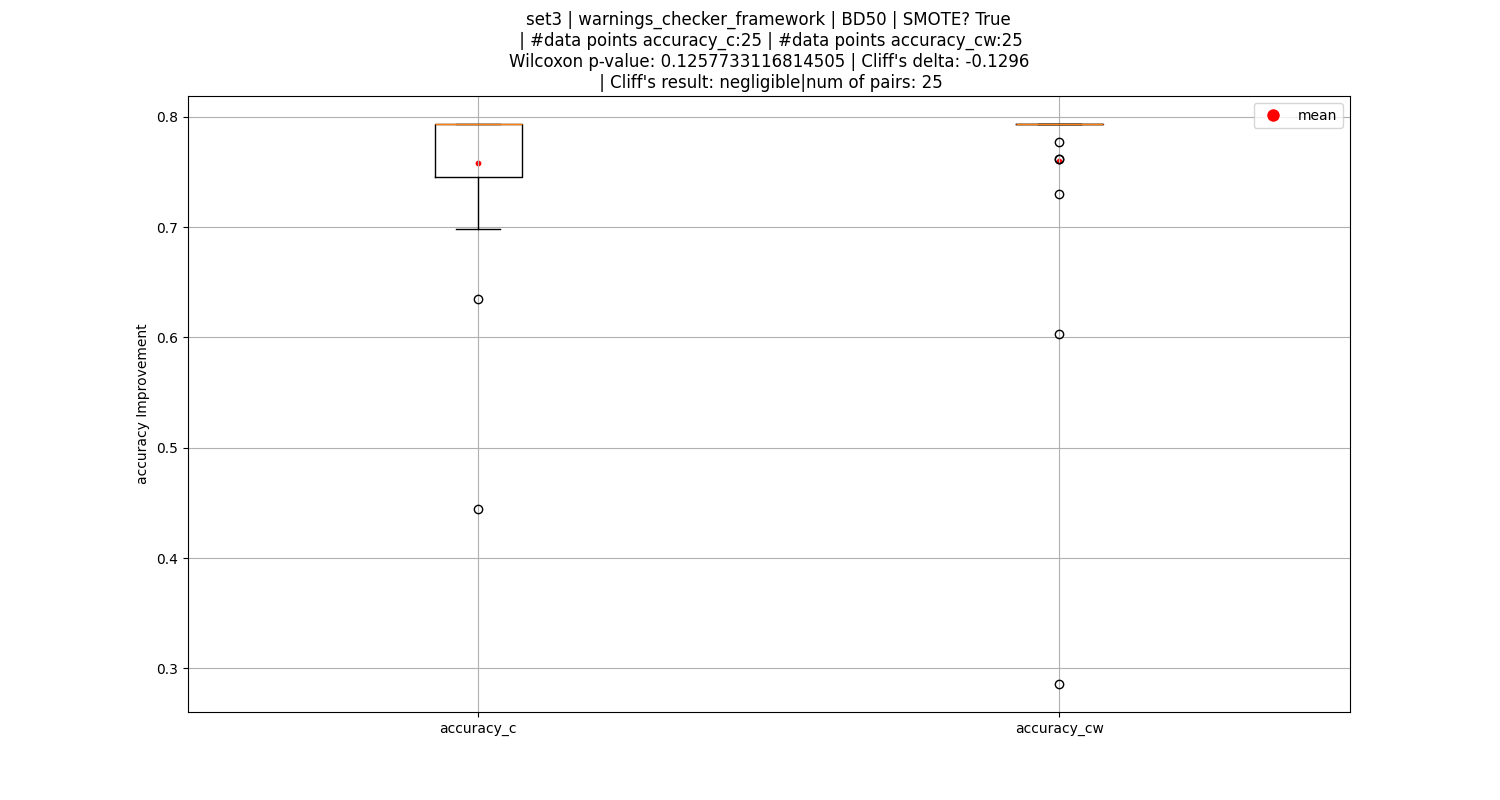 set3 | warnings_checker_framework | BD50 | SMOTE? True
| #data points accuracy_c:25 | #data points accuracy_cw:25
Wilcoxon p-value: 0.1257733116814505 | Cliff's delta: -0.1296
| Cliff's result: negligible|num of pairs: 25
mean
0.8
0.7
0.6
0.5
0.4
0.3
accuracy Improvement
accuracy_c
accuracy_cw